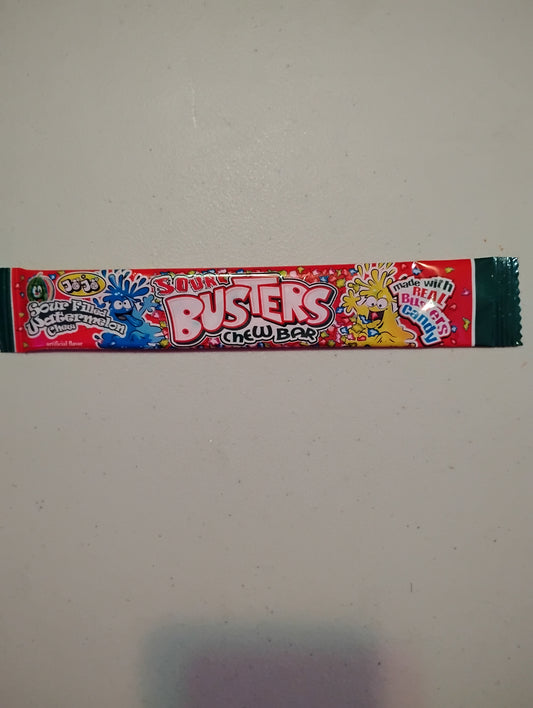 JoJo's
Sour Filled
Watermelon
Chew
artificial flavor
SOUR
BUSTERS
CHEW BAR
made with
REAL
Busters
Candy